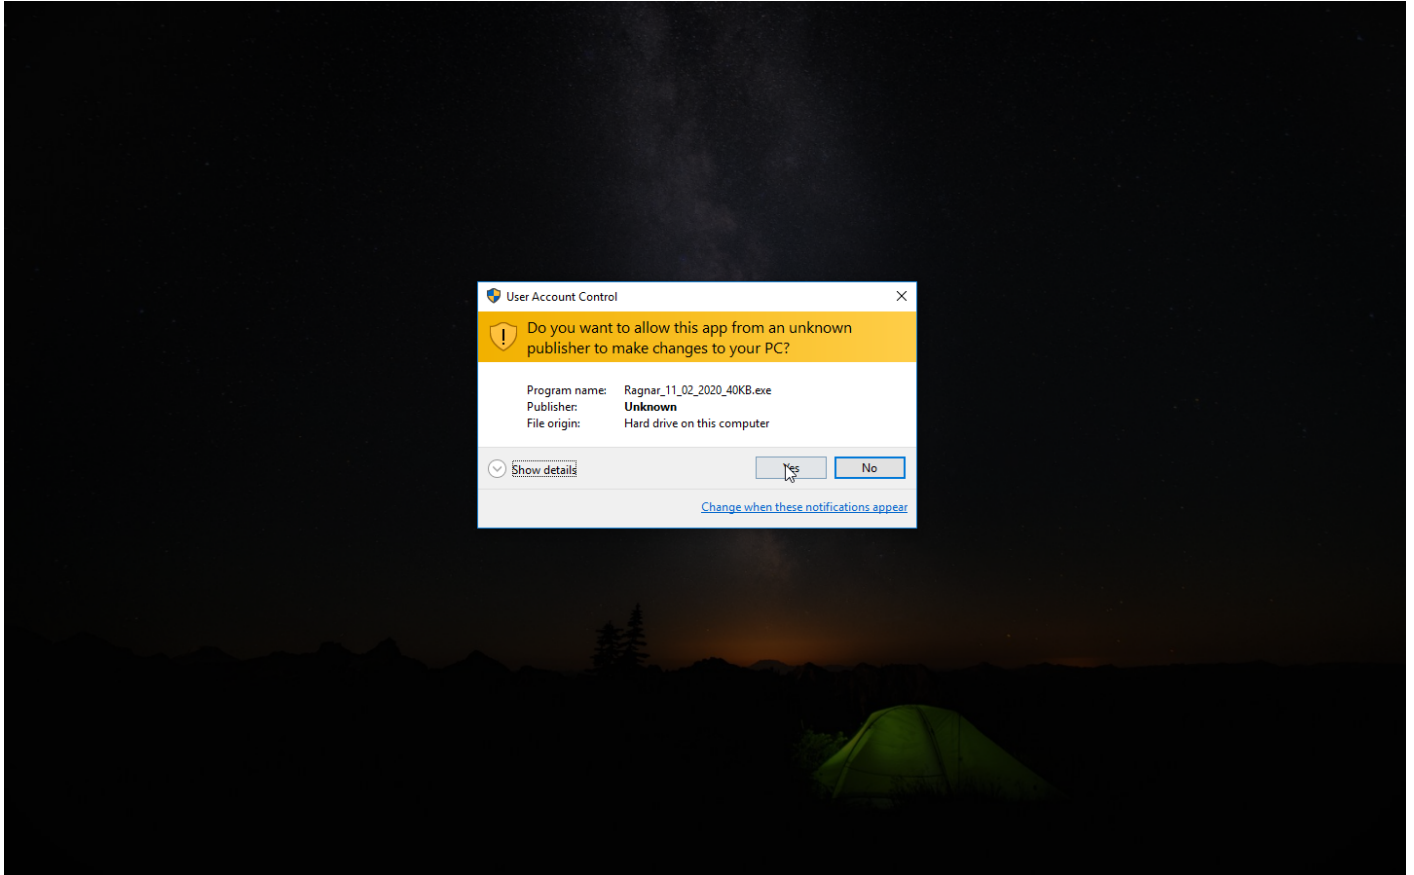 User Account Control
Do you want to allow this app from an unknown
publisher to make changes to your PC?
Program name: Ragnar_11_02_2020_40KB.exe
Publisher: Unknown
File origin: Hard drive on this computer
Show details
Yes
No
Change when these notifications appear